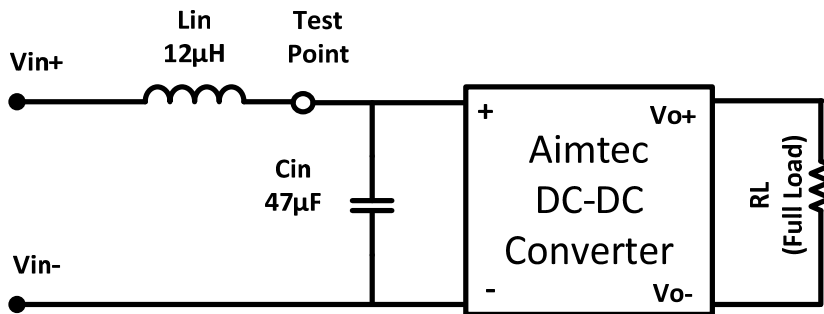 Vin+
Lin
12µH
Test
Point
Cin
47µF
+
-
Aimtec
DC-DC
Converter
Vo+
Vo-
RL
(Full Load)
Vin-